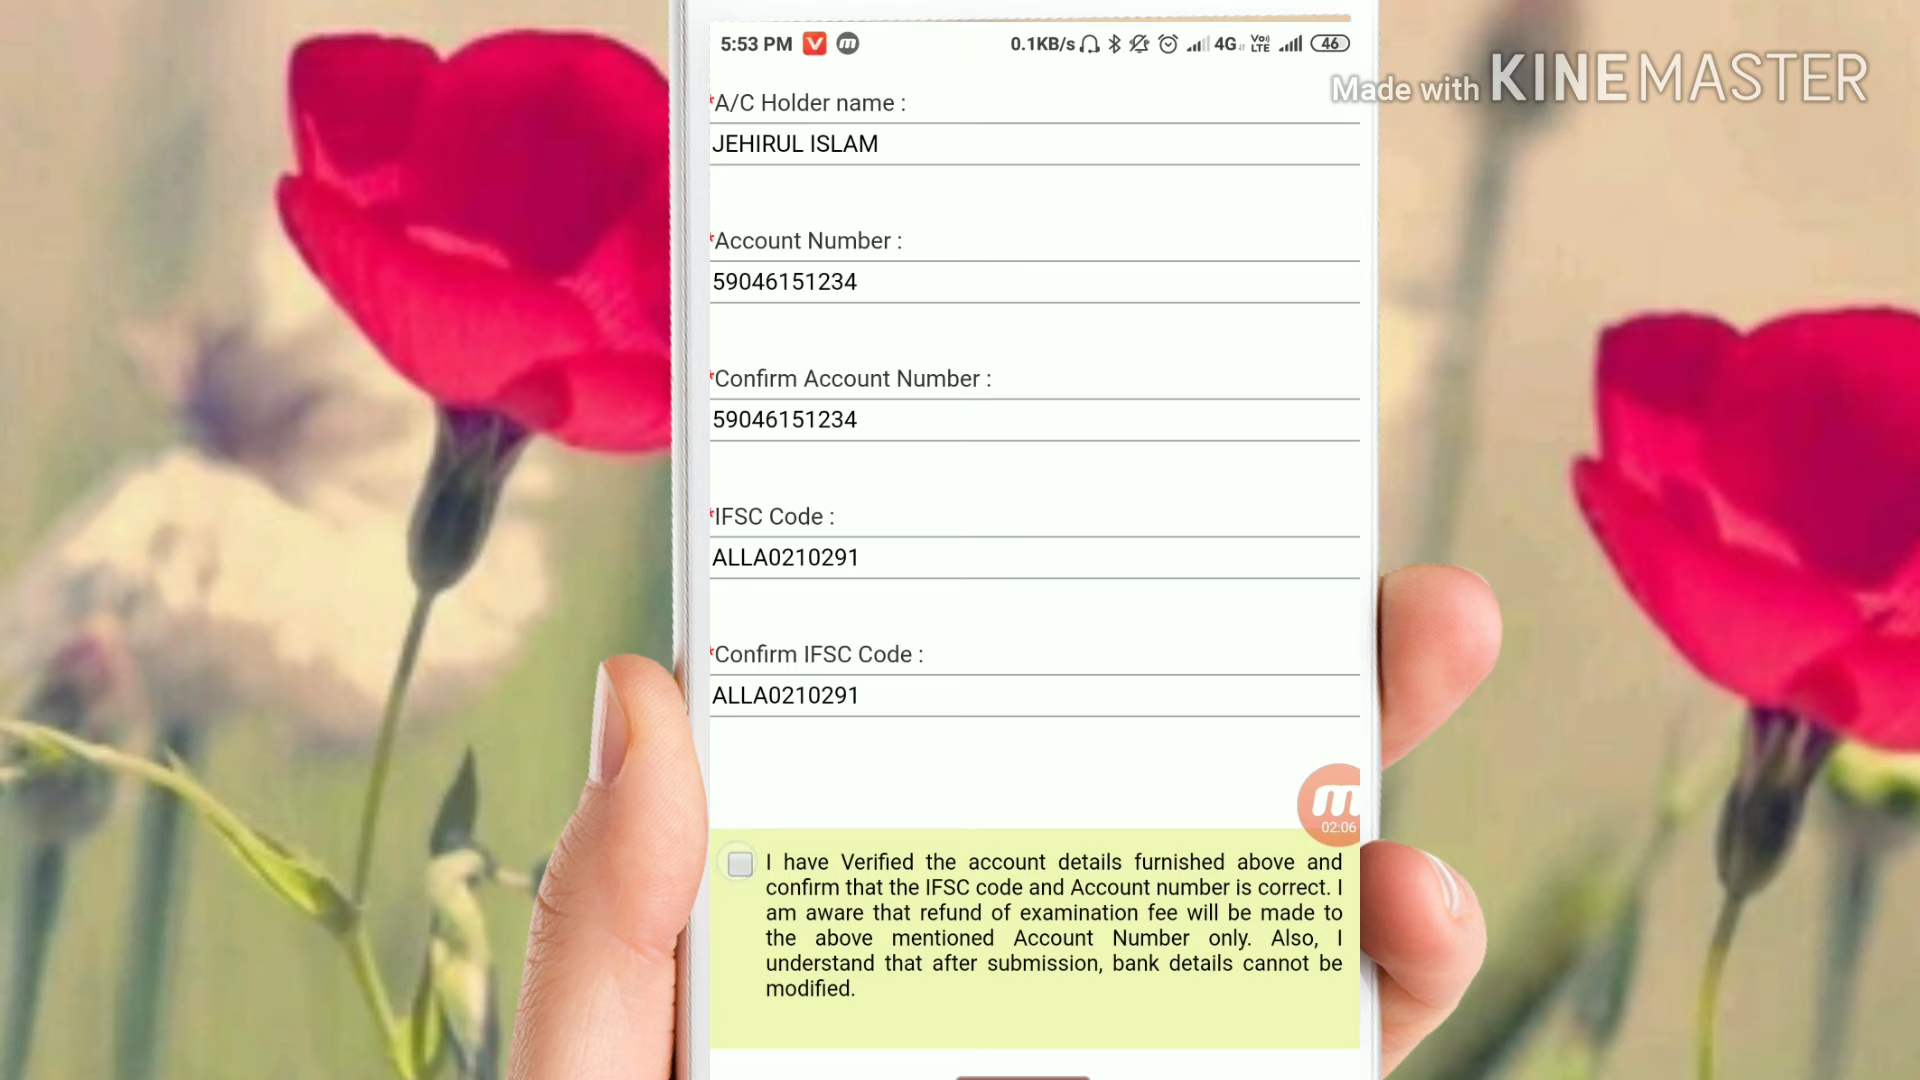 5:53 PM
0.1KB/s 4G Vo) LTE 46
Made with KINEMASTER
*A/C Holder name :
JEHIRUL ISLAM
*Account Number :
59046151234
*Confirm Account Number :
59046151234
*IFSC Code :
ALLA0210291
*Confirm IFSC Code :
ALLA0210291
02:06
I have Verified the account details furnished above and
confirm that the IFSC code and Account number is correct. I
am aware that refund of examination fee will be made to
the above mentioned Account Number only. Also, I
understand that after submission, bank details cannot be
modified.